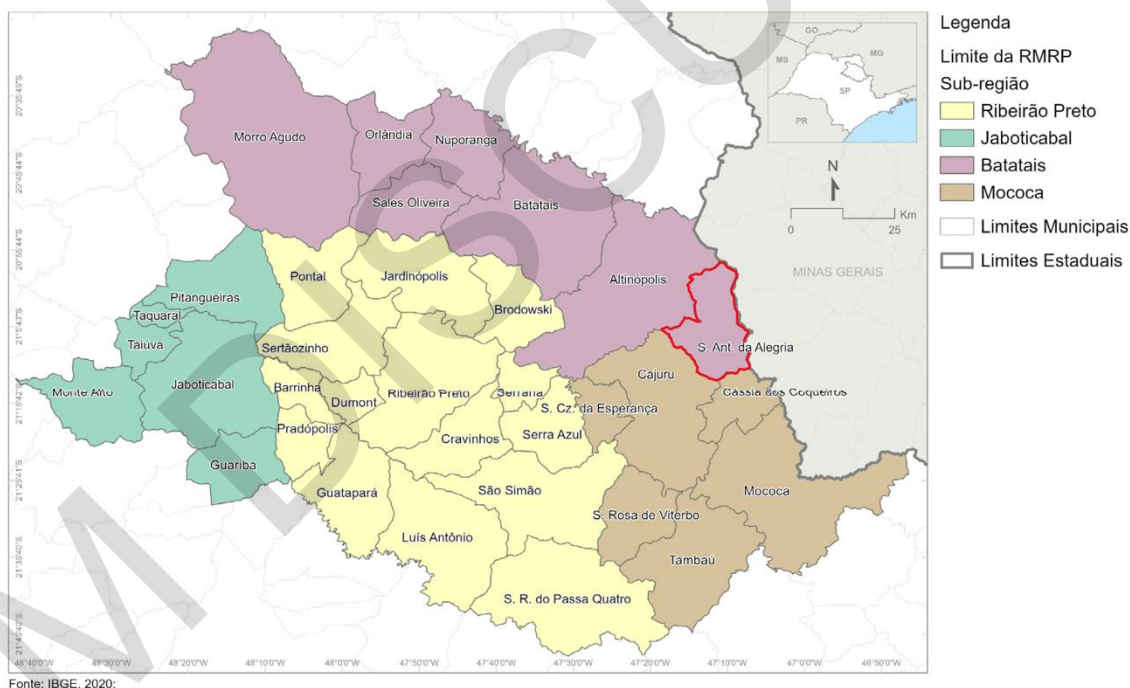 Legenda
Limite da RMRP
Sub-região
Ribeirão Preto
Jaboticabal
Batatais
Mococa
Limites Municipais
Limites Estaduais
GO
MS
MG
SP
PR
N
Km
0
25
MINAS GERAIS
Morro Agudo
Orlândia
Nuporanga
Sales Oliveira
Batatais
Altinópolis
S. Ant. da Alegria
Pitangueiras
Taquaral
Taiúva
Monte Alto
Jaboticabal
Guariba
Pontal
Jardinópolis
Brodowski
Sertãozinho
Barrinha
Dumont
Ribeirão Preto
Serrana
Pradópolis
Cravinhos
Serra Azul
Guatapará
São Simão
Luís Antônio
S. R. do Passa Quatro
Cajuru
S. Cz. da Esperança
Cássia dos Coqueiros
Mococa
S. Rosa de Viterbo
Tambaú
20°35'45"S
20°45'44"S
20°55'44"S
21°5'43"S
21°15'42"S
21°25'41"S
21°35'40"S
21°45'40"S
48°40'0"W
48°30'0"W
48°20'0"W
48°10'0"W
48°0'0"W
47°50'0"W
47°40'0"W
47°30'0"W
47°20'0"W
47°10'0"W
47°0'0"W
46°50'0"W
Fonte: IBGE, 2020;
M DISCU